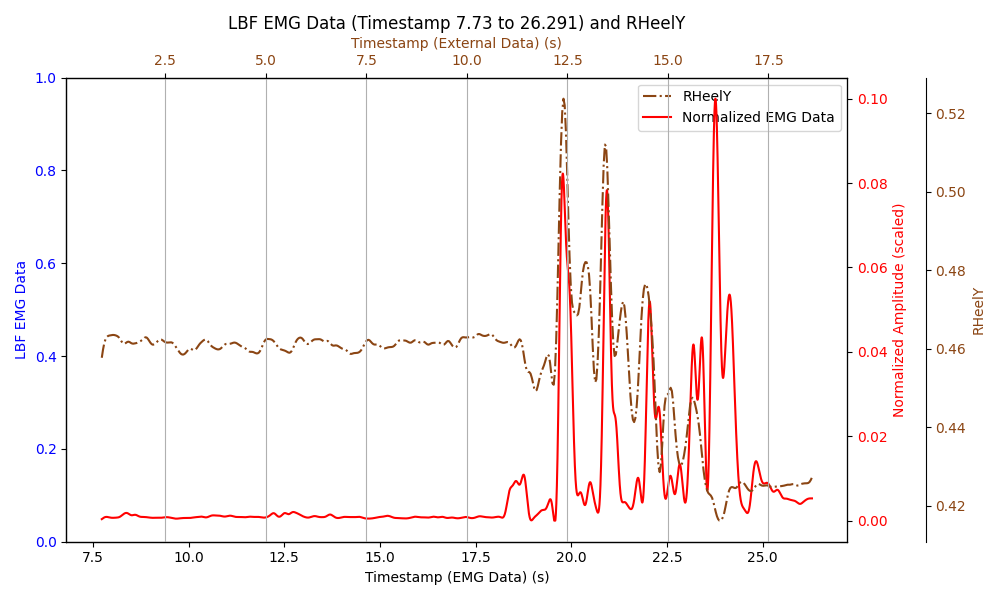 LBF EMG Data (Timestamp 7.73 to 26.291) and RHeelY
Timestamp (External Data) (s)
2.5 5.0 7.5 10.0 12.5 15.0 17.5
RHeelY
Normalized EMG Data
1.0
0.8
0.6
0.4
0.2
0.0
LBF EMG Data
0.10
0.08
0.06
0.04
0.02
0.00
Normalized Amplitude (scaled)
0.52
0.50
0.48
0.46
0.44
0.42
RHeelY
7.5 10.0 12.5 15.0 17.5 20.0 22.5 25.0
Timestamp (EMG Data) (s)